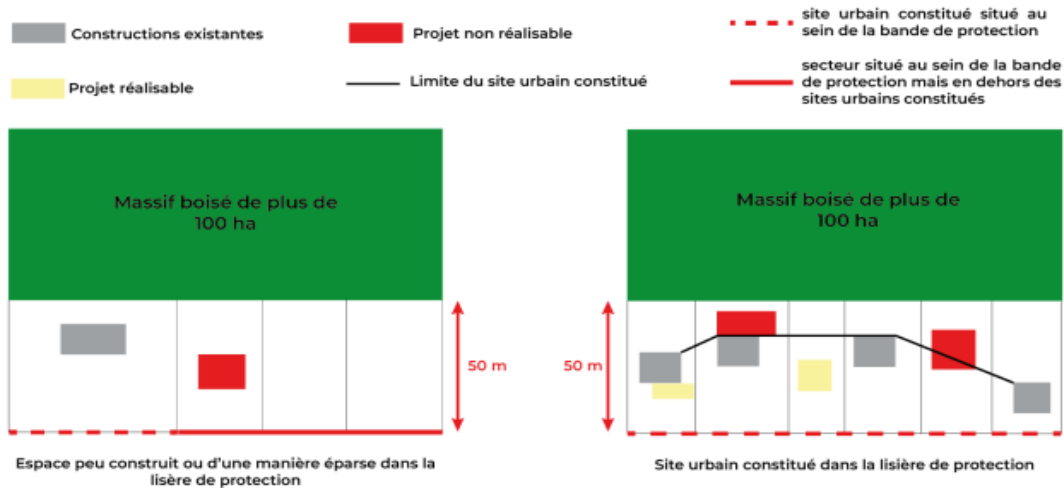 Constructions existantes
Projet non réalisable
site urbain constitué situé au
sein de la bande de protection
Projet réalisable
Limite du site urbain constitué
secteur situé au sein de la bande
de protection mais en dehors des
sites urbains constitués
Massif boisé de plus de
100 ha
Massif boisé de plus de
100 ha
50 m
50 m
Espace peu construit ou d'une manière éparse dans la
lisère de protection
Site urbain constitué dans la lisière de protection